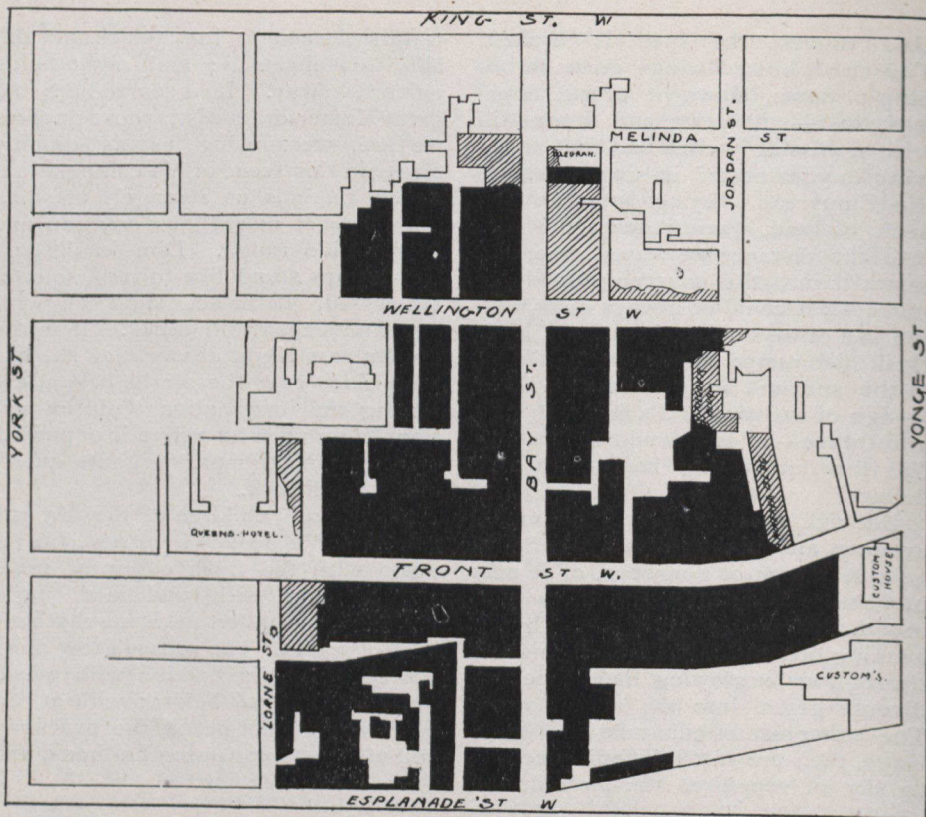 KING ST. W
MELINDA ST
JORDAN ST.
TELEGRAM.
WELLINGTON ST W
YORK ST.
BAY ST.
YONGE ST
QUEENS HOTEL.
FRONT ST W.
CUSTOM
HOUSE
LORNE ST.
CUSTOM'S.
ESPLANADE ST W